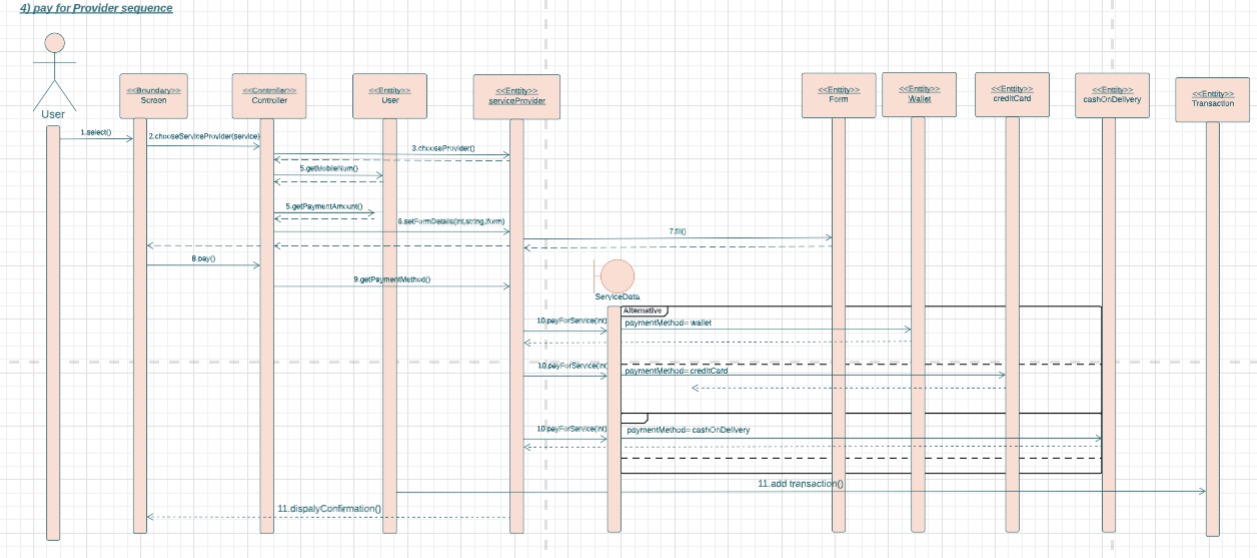 4) pay for Provider sequence
User
<<Boundary>>
Screen
<<Controller>>
Controller
<<Entity>>
User
<<Entity>>
serviceProvider
<<Entity>>
Form
<<Entity>>
Wallet
<<Entity>>
creditCard
<<Entity>>
cashOnDelivery
<<Entity>>
Transaction
1.select()
2.chooseServiceProvider(service)
3.chooseProvider()
5.getMobileNum()
5.getPaymentAmount()
6.setFormDetails(int,string,form)
7.fill()
8.pay()
9.getPaymentMethod()
ServiceData
Alternative
10.payForService(int)
paymentMethod= wallet
10.payForService(int)
paymentMethod= creditCard
10.payForService(int)
paymentMethod= cashOnDelivery
11.add transaction()
11.dispalyConfirmation()